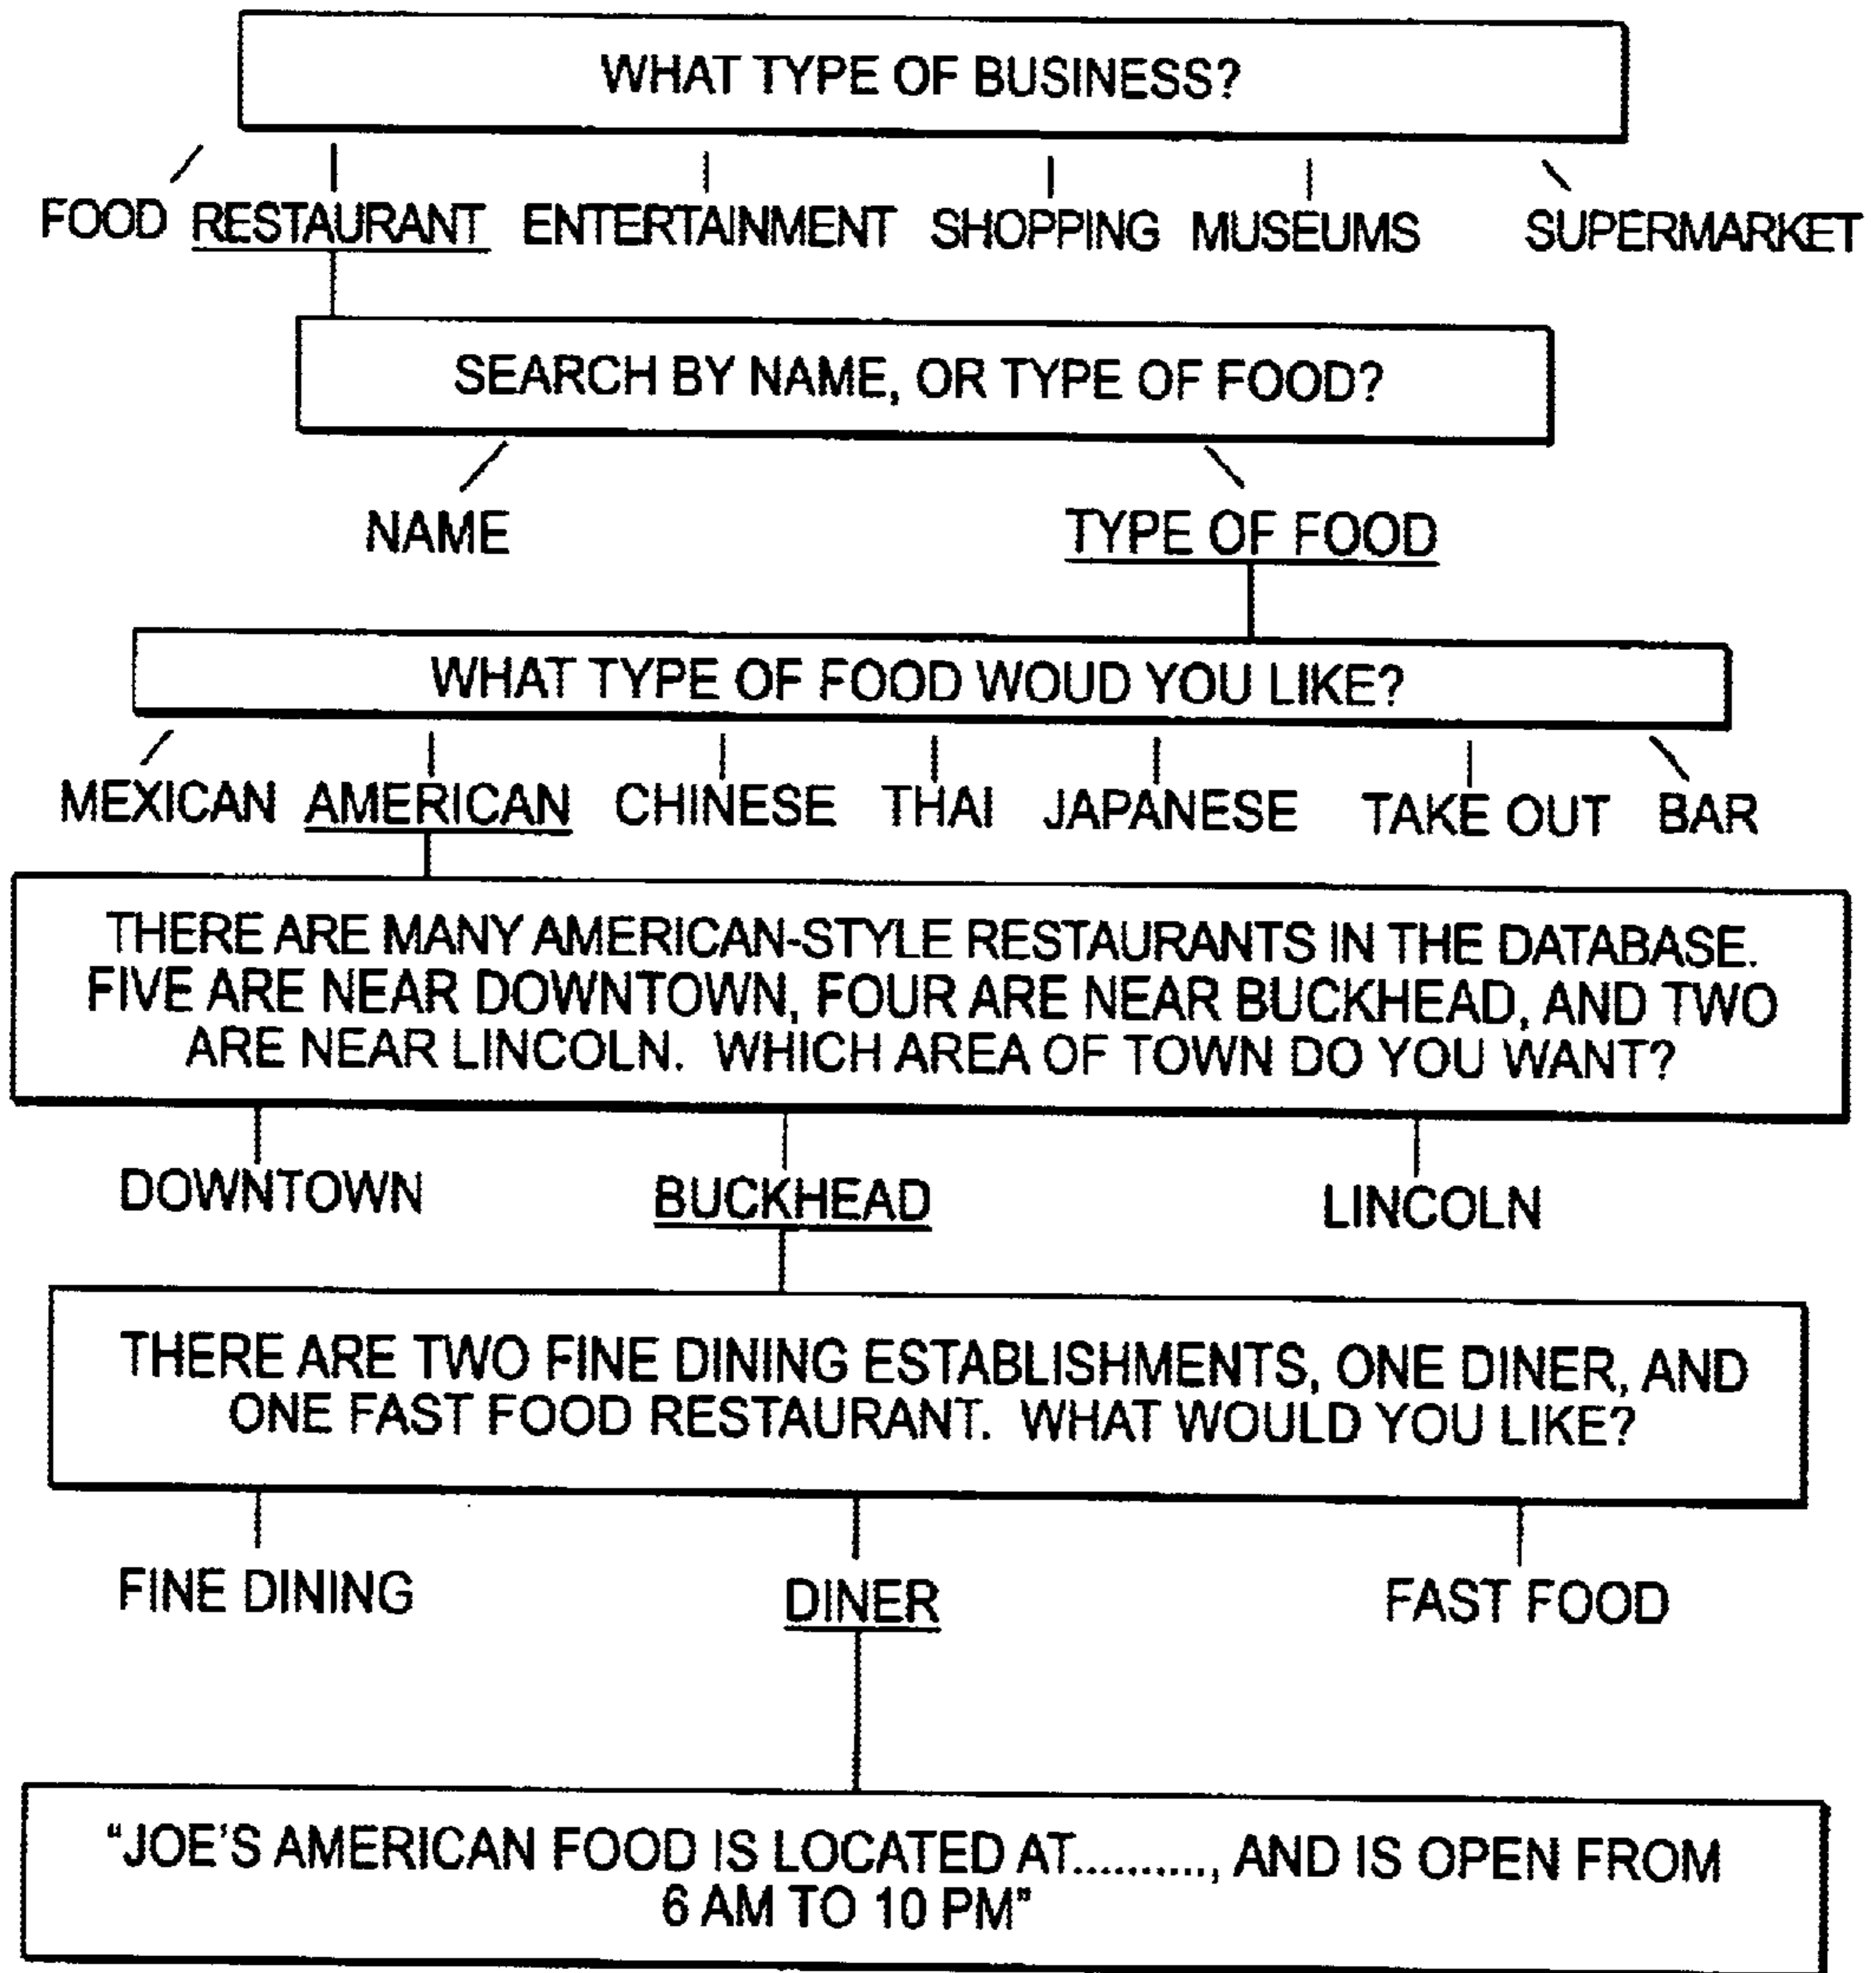 WHAT TYPE OF BUSINESS?
FOOD RESTAURANT ENTERTAINMENT SHOPPING MUSEUMS SUPERMARKET
SEARCH BY NAME, OR TYPE OF FOOD?
NAME TYPE OF FOOD
WHAT TYPE OF FOOD WOUD YOU LIKE?
MEXICAN AMERICAN CHINESE THAI JAPANESE TAKE OUT BAR
THERE ARE MANY AMERICAN-STYLE RESTAURANTS IN THE DATABASE.
FIVE ARE NEAR DOWNTOWN, FOUR ARE NEAR BUCKHEAD, AND TWO
ARE NEAR LINCOLN. WHICH AREA OF TOWN DO YOU WANT?
DOWNTOWN BUCKHEAD LINCOLN
THERE ARE TWO FINE DINING ESTABLISHMENTS, ONE DINER, AND
ONE FAST FOOD RESTAURANT. WHAT WOULD YOU LIKE?
FINE DINING DINER FAST FOOD
“JOE'S AMERICAN FOOD IS LOCATED AT.........., AND IS OPEN FROM
6 AM TO 10 PM”